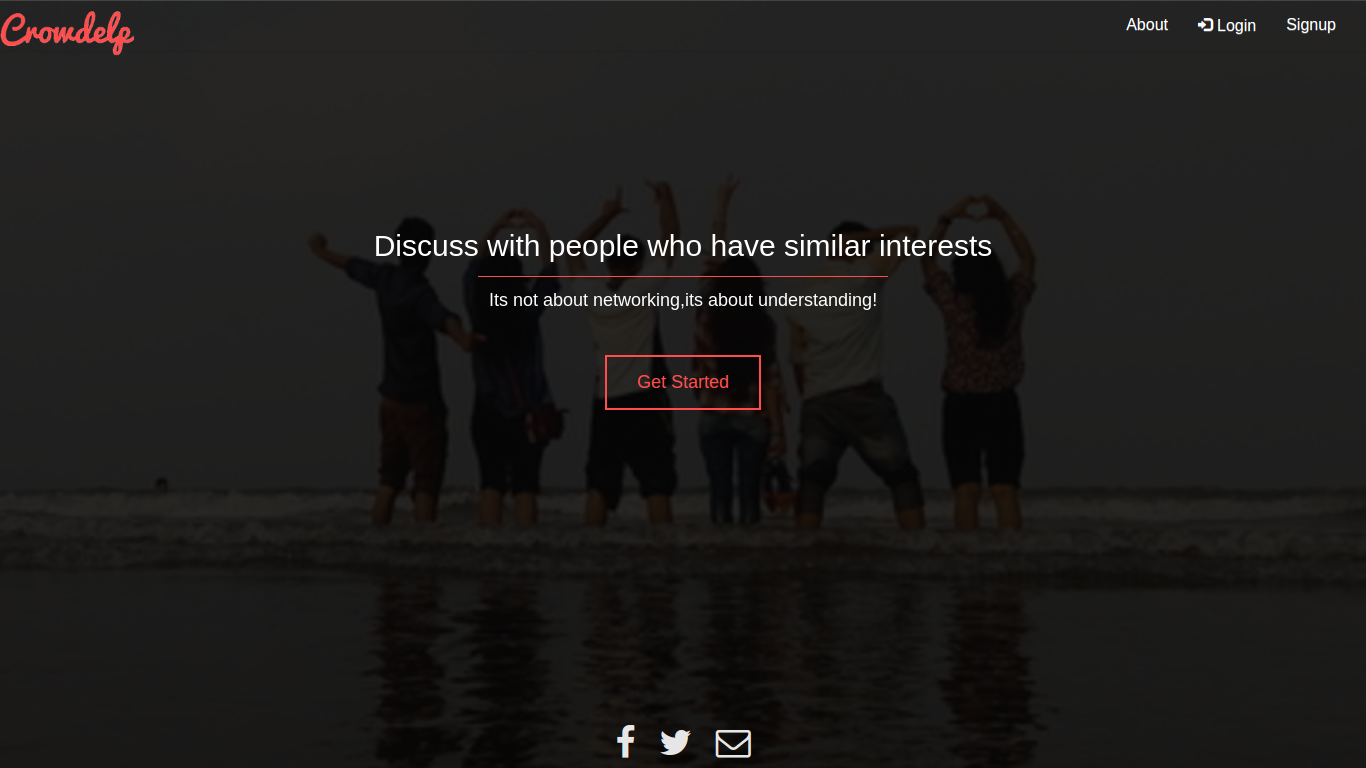 Crowdelp
About
Login
Signup
Discuss with people who have similar interests
Its not about networking,its about understanding!
Get Started